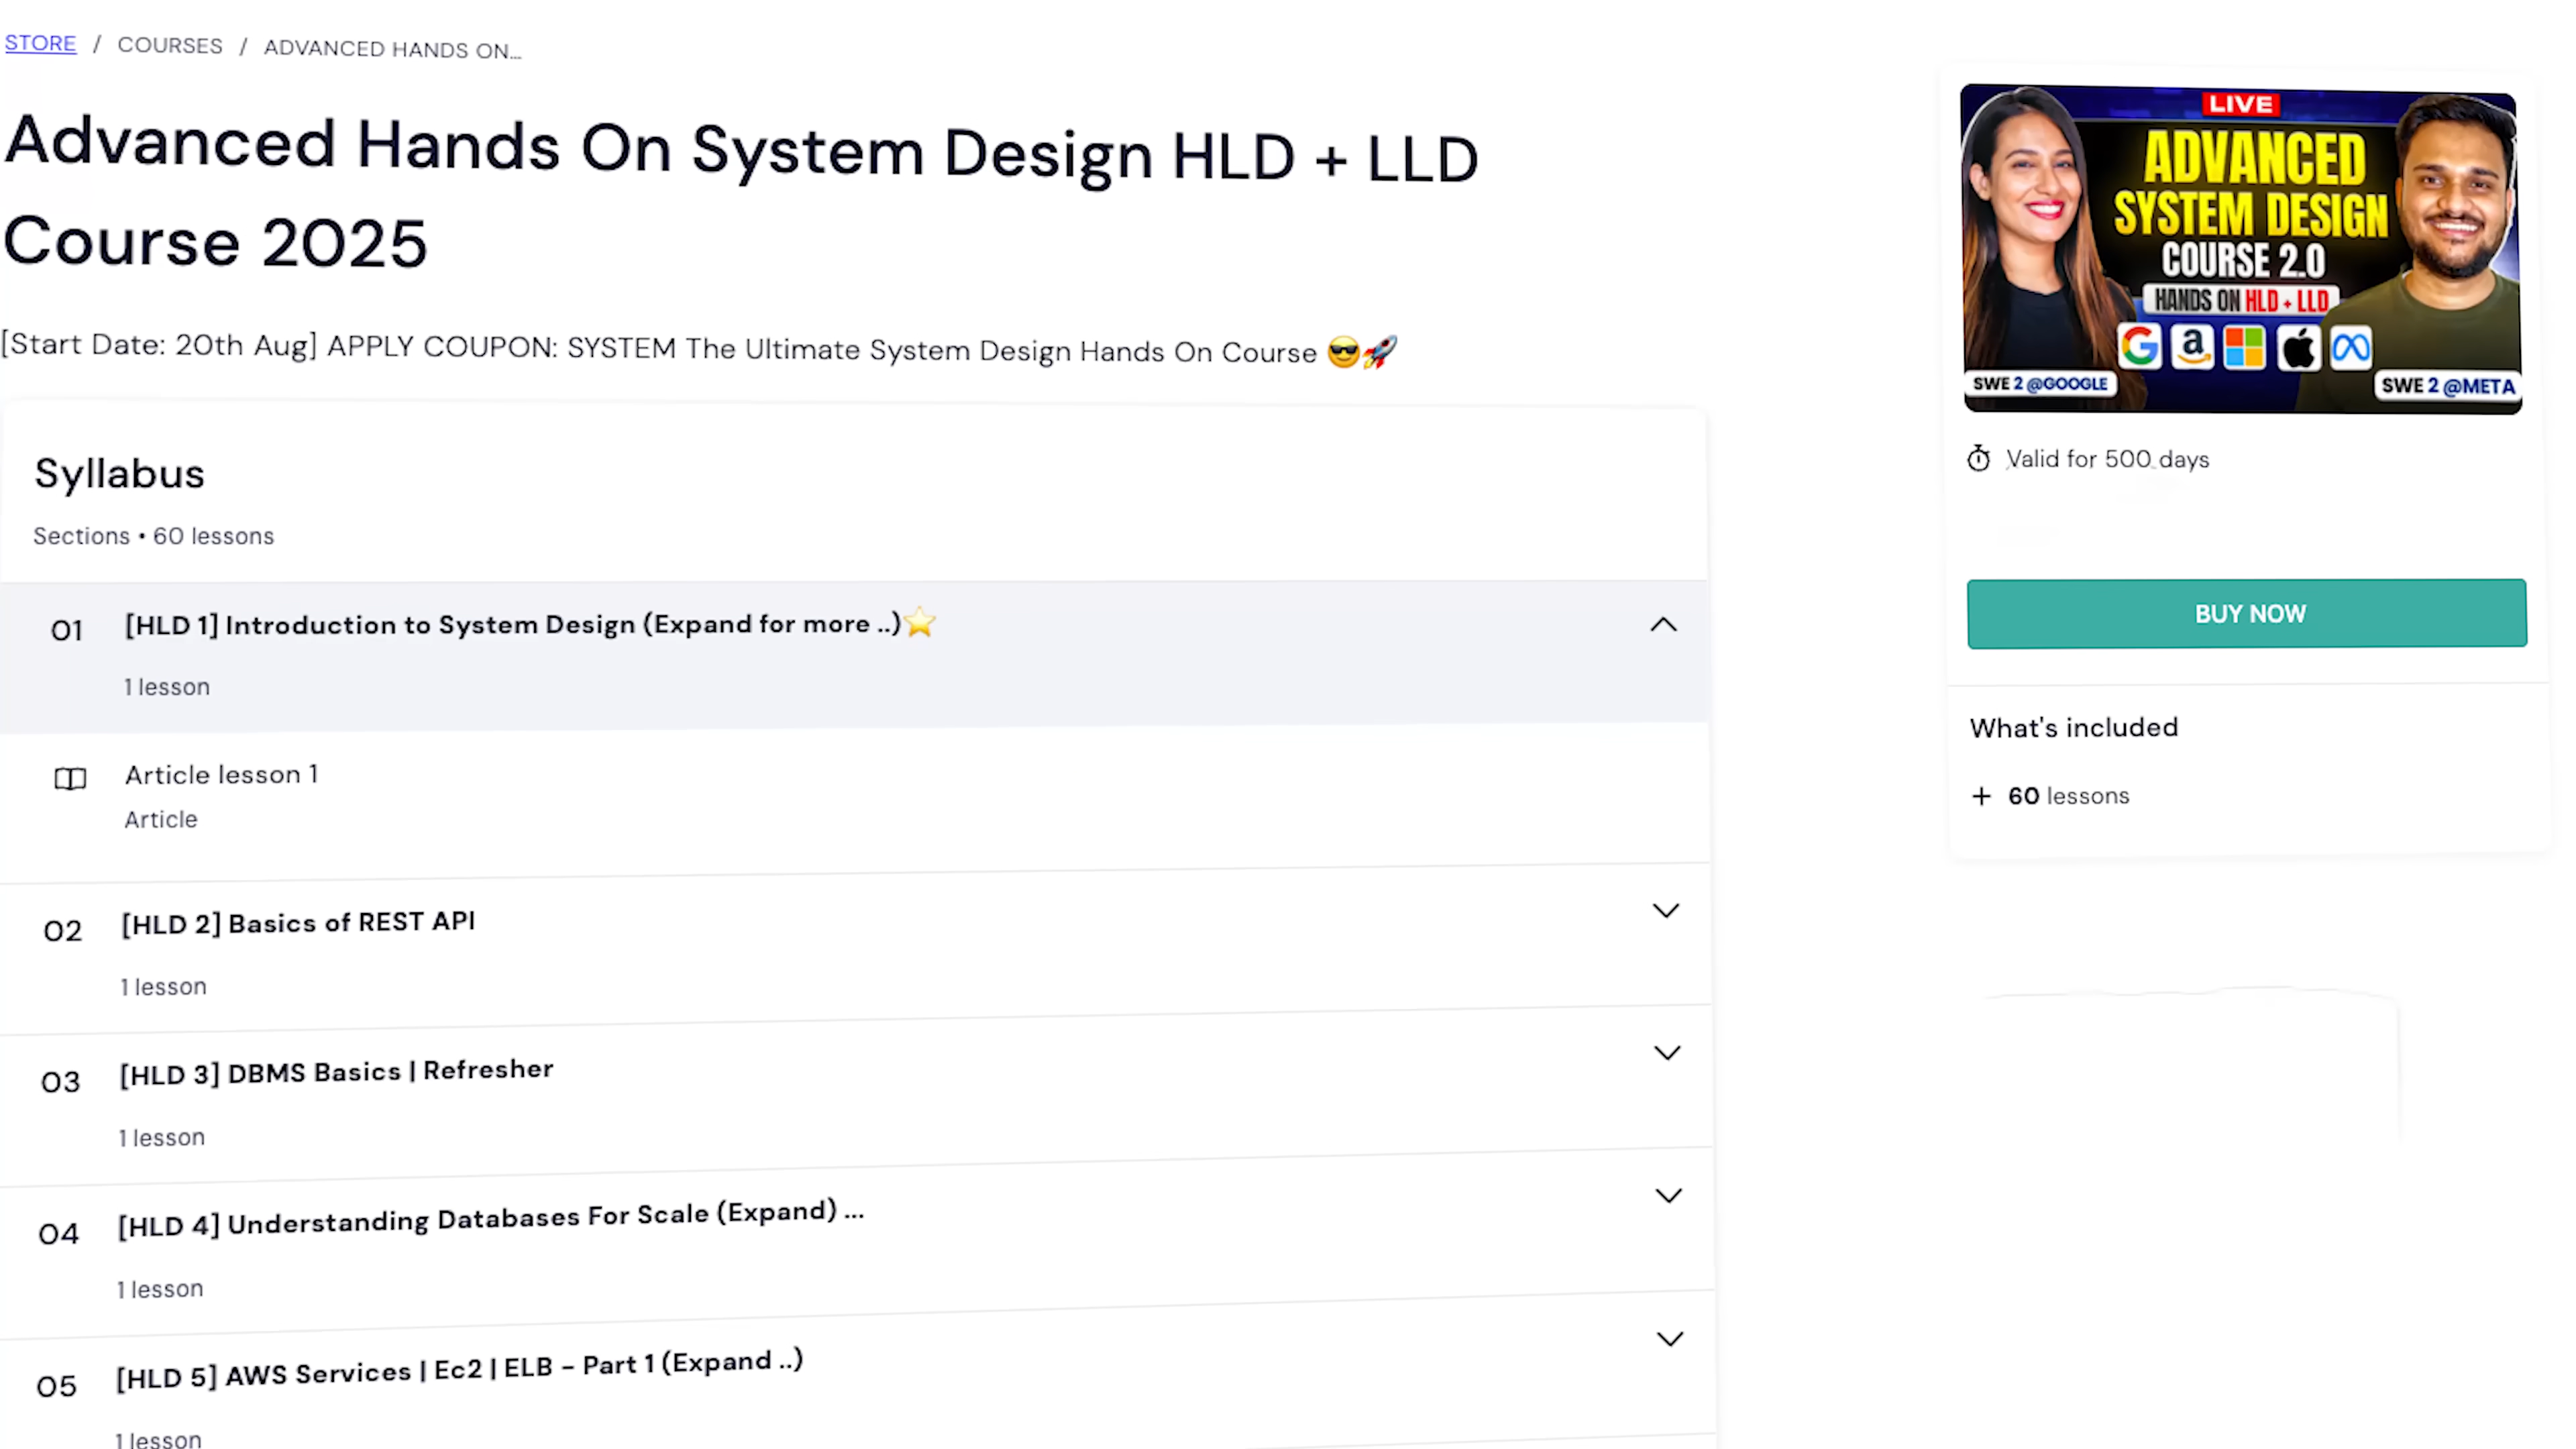 STORE / COURSES / ADVANCED HANDS ON...
Advanced Hands On System Design HLD + LLD
Course 2025
[Start Date: 20th Aug] APPLY COUPON: SYSTEM The Ultimate System Design Hands On Course 😎🚀
Syllabus
Sections • 60 lessons
01 [HLD 1] Introduction to System Design (Expand for more ..)⭐
1 lesson
Article lesson 1
Article
02 [HLD 2] Basics of REST API
1 lesson
03 [HLD 3] DBMS Basics | Refresher
1 lesson
04 [HLD 4] Understanding Databases For Scale (Expand) ...
1 lesson
05 [HLD 5] AWS Services | Ec2 | ELB - Part 1 (Expand ..)
1 lesson
LIVE
ADVANCED
SYSTEM DESIGN
COURSE 2.0
HANDS ON HLD + LLD
SWE 2 @GOOGLE
SWE 2 @META
Valid for 500 days
BUY NOW
What's included
+ 60 lessons